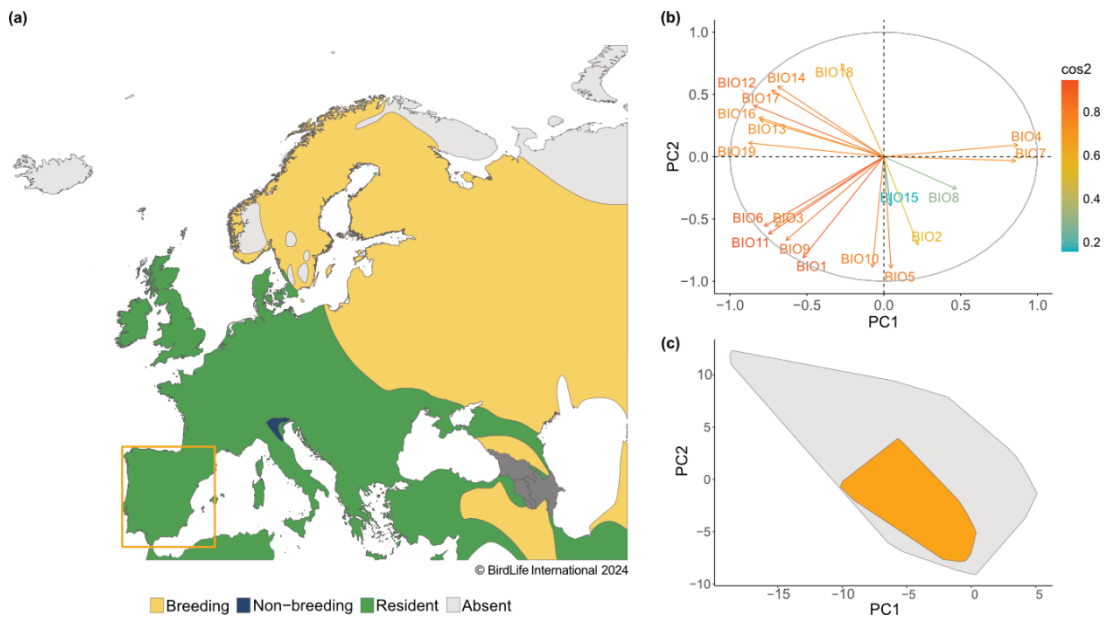 (a)
© BirdLife International 2024
Breeding Non−breeding Resident Absent
(b)
1.0
0.5
0.0
−0.5
−1.0
PC2
BIO12
BIO14
BIO18
BIO17
BIO16
BIO13
BIO19
BIO4
BIO7
BIO15
BIO8
BIO6
BIO3
BIO11
BIO9
BIO2
BIO1
BIO10
BIO5
−1.0 −0.5 0.0 0.5 1.0
PC1
cos2
0.8
0.6
0.4
0.2
(c)
10
5
0
−5
−10
PC2
−15 −10 −5 0 5
PC1